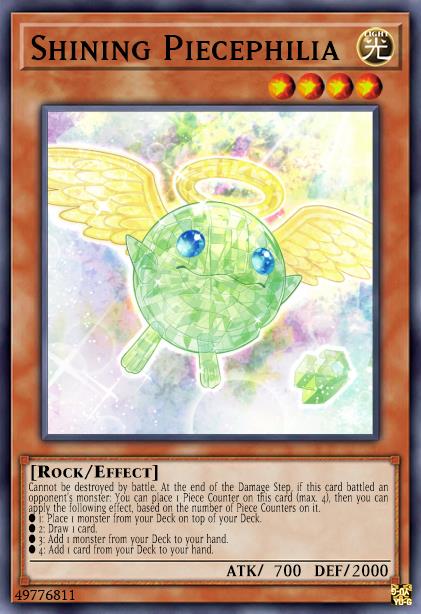 Shining Piecephilia
LIGHT
光
[Rock/Effect]
Cannot be destroyed by battle. At the end of the Damage Step, if this card battled an
opponent's monster: You can place 1 Piece Counter on this card (max. 4), then you can
apply the following effect, based on the number of Piece Counters on it.
● 1: Place 1 monster from your Deck on top of your Deck.
● 2: Draw 1 card.
● 3: Add 1 monster from your Deck to your hand.
● 4: Add 1 card from your Deck to your hand.
ATK/ 700 DEF/2000
49776811